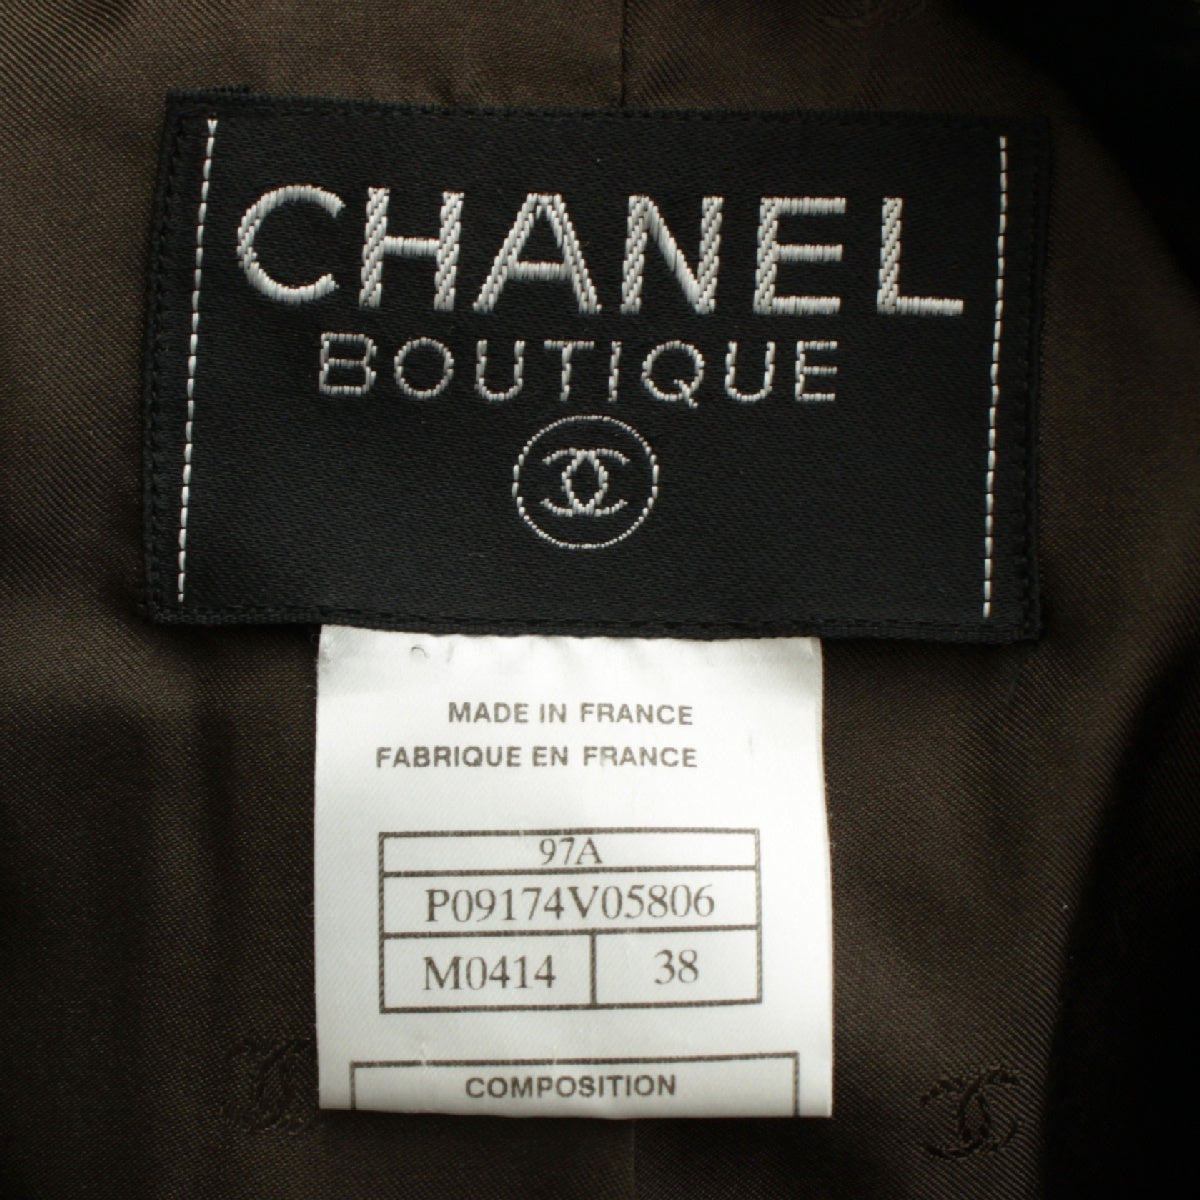 CHANEL
BOUTIQUE
MADE IN FRANCE
FABRIQUE EN FRANCE
97A
P09174V05806
M0414 38
COMPOSITION